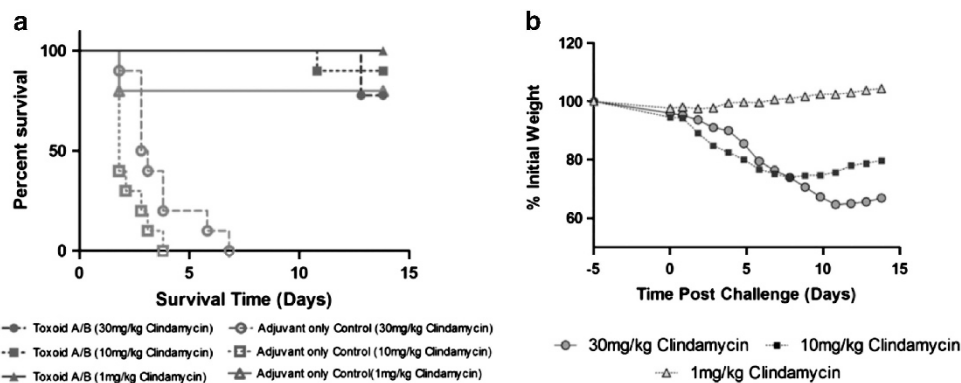 a
Percent survival
100
50
0
0 5 10 15
Survival Time (Days)
Toxoid A/B (30mg/kg Clindamycin)
Toxoid A/B (10mg/kg Clindamycin)
Toxoid A/B (1mg/kg Clindamycin)
Adjuvant only Control (30mg/kg Clindamycin)
Adjuvant only Control (10mg/kg Clindamycin)
Adjuvant only Control(1mg/kg Clindamycin)
b
% Initial Weight
120
100
80
60
-5 0 5 10 15
Time Post Challenge (Days)
30mg/kg Clindamycin
10mg/kg Clindamycin
1mg/kg Clindamycin